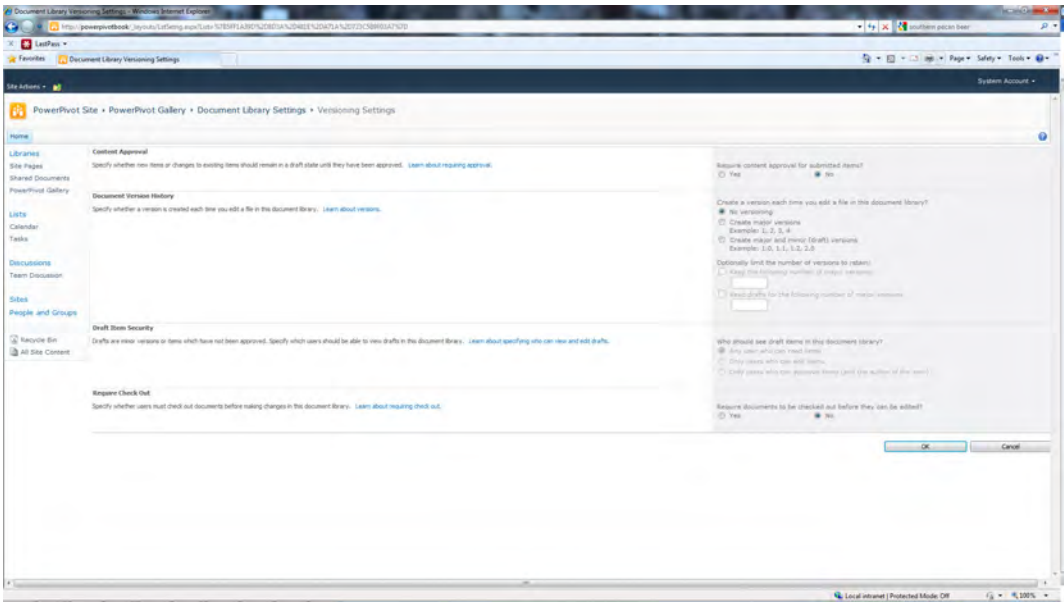 Document Library Versioning Settings - Windows Internet Explorer
southern pecan beer
LastPass
Favorites Document Library Versioning Settings
Page Safety Tools
Site Actions
System Account
PowerPivot Site PowerPivot Gallery Document Library Settings Versioning Settings
Home
Libraries
Site Pages
Shared Documents
PowerPivot Gallery
Lists
Calendar
Tasks
Discussions
Team Discussion
Sites
People and Groups
Recycle Bin
All Site Content
Content Approval
Specify whether new items or changes to existing items should remain in a draft state until they have been approved. Learn about requiring approval.
Require content approval for submitted items?
Yes No
Document Version History
Specify whether a version is created each time you edit a file in this document library. Learn about versions.
Create a version each time you edit a file in this document library?
No versioning
Create major versions
Example: 1, 2, 3, 4
Create major and minor (draft) versions
Example: 1.0, 1.1, 1.2, 2.0
Optionally limit the number of versions to retain:
Keep the following number of major versions:
Keep drafts for the following number of major versions:
Draft Item Security
Drafts are minor versions or items which have not been approved. Specify which users should be able to view drafts in this document library. Learn about specifying who can view and edit drafts.
Who should see draft items in this document library?
Any user who can read items
Only users who can edit items
Only users who can approve items (and the author of the item)
Require Check Out
Specify whether users must check out documents before making changes in this document library. Learn about requiring check out.
Require documents to be checked out before they can be edited?
Yes No
OK Cancel
Local intranet | Protected Mode: Off 100%